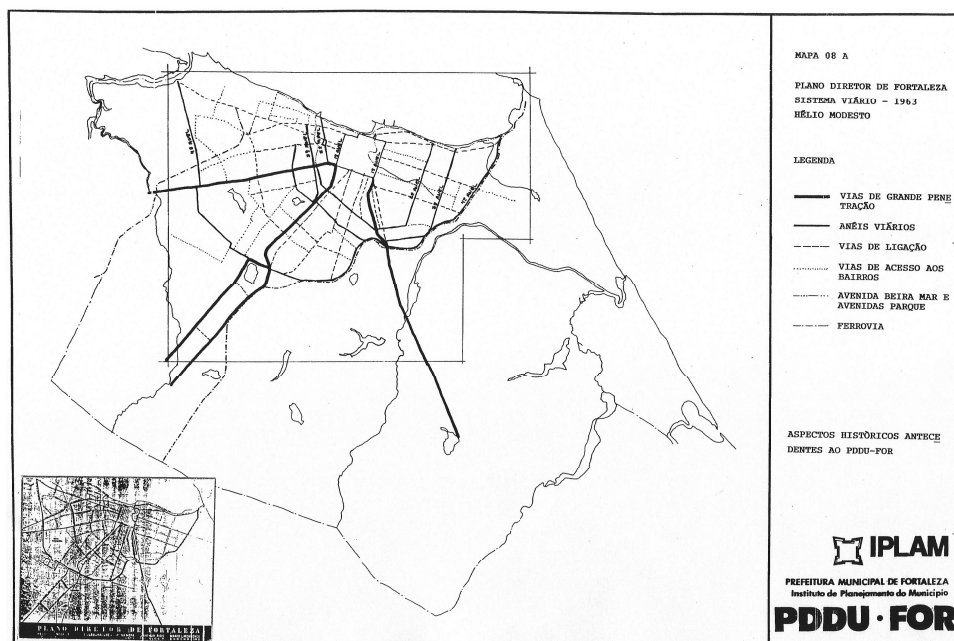 MAPA 08 A
PLANO DIRETOR DE FORTALEZA
SISTEMA VIÁRIO - 1963
HÉLIO MODESTO
LEGENDA
VIAS DE GRANDE PENE
TRAÇÃO
ANÉIS VIÁRIOS
VIAS DE LIGAÇÃO
VIAS DE ACESSO AOS
BAIRROS
AVENIDA BEIRA MAR E
AVENIDAS PARQUE
FERROVIA
ASPECTOS HISTÓRICOS ANTECE
DENTES AO PDDU-FOR
IPLAM
PREFEITURA MUNICIPAL DE FORTALEZA
Instituto de Planejamento do Município
PDDU·FOR
PLANO DIRETOR DE FORTALEZA